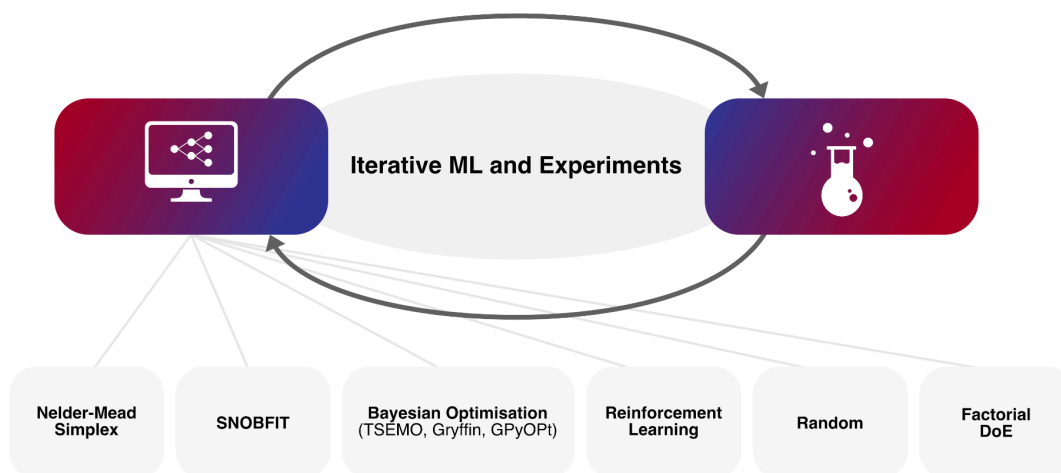 Iterative ML and Experiments
Nelder-Mead
Simplex
SNOBFIT
Bayesian Optimisation
(TSEMO, Gryffin, GPyOPt)
Reinforcement
Learning
Random
Factorial
DoE